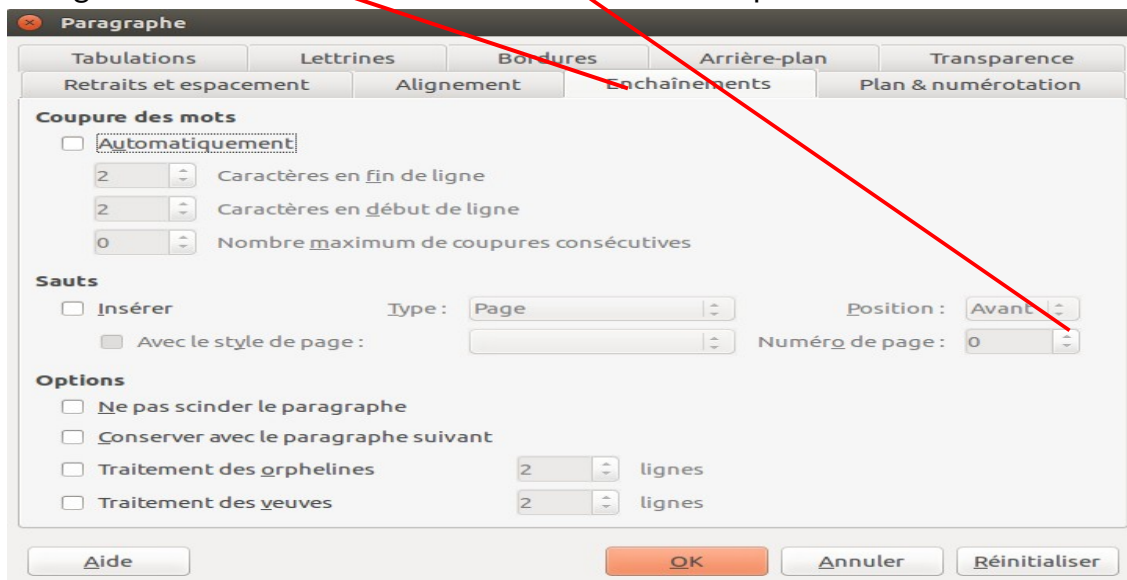 Paragraphe
Tabulations Lettrines Bordures Arrière-plan Transparence
Retraits et espacement Alignement Enchaînements Plan & numérotation
Coupure des mots
Automatiquement
2 Caractères en fin de ligne
2 Caractères en début de ligne
0 Nombre maximum de coupures consécutives
Sauts
Insérer Type : Page Position : Avant
Avec le style de page : Numéro de page : 0
Options
Ne pas scinder le paragraphe
Conserver avec le paragraphe suivant
Traitement des orphelines 2 lignes
Traitement des veuves 2 lignes
Aide OK Annuler Réinitialiser